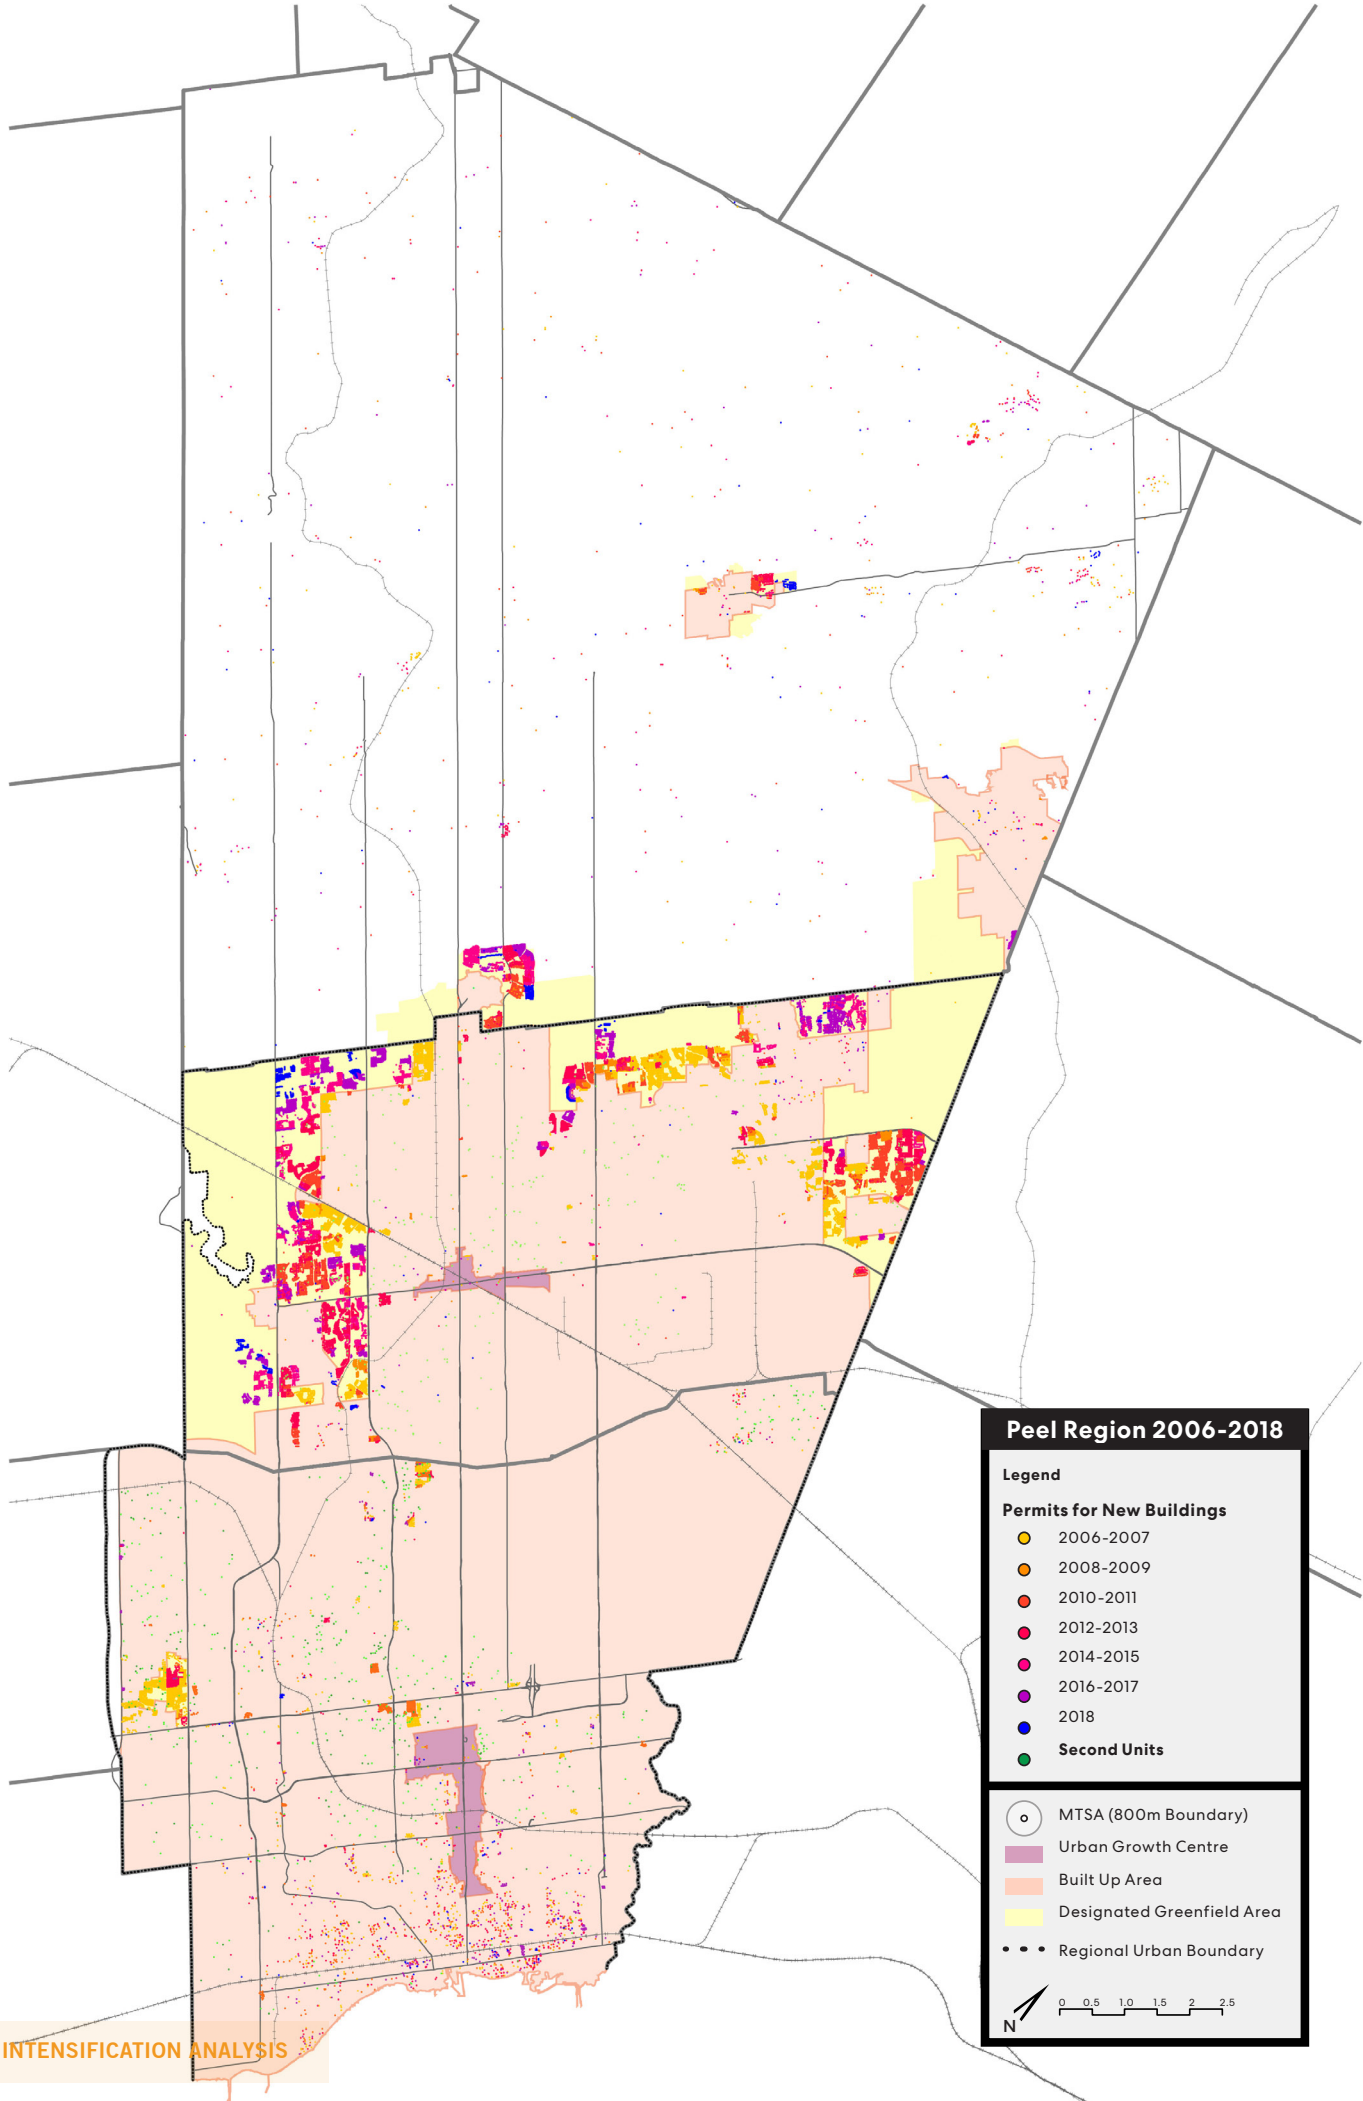 Peel Region 2006-2018
Legend
Permits for New Buildings
2006-2007
2008-2009
2010-2011
2012-2013
2014-2015
2016-2017
2018
Second Units
MTSA (800m Boundary)
Urban Growth Centre
Built Up Area
Designated Greenfield Area
Regional Urban Boundary
0 0.5 1.0 1.5 2 2.5
N
INTENSIFICATION ANALYSIS